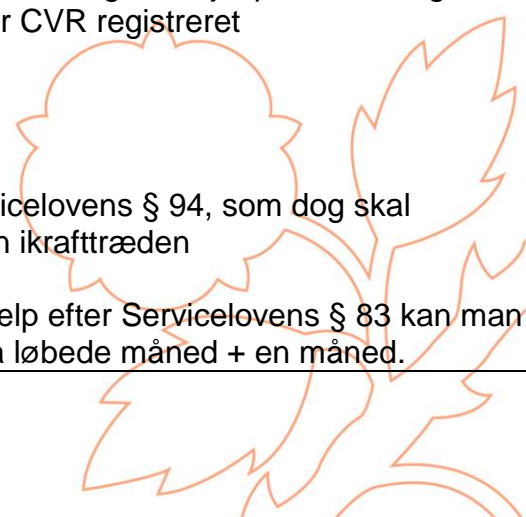 r CVR registreret
icelovens § 94, som dog skal
n ikrafttræden
elp efter Servicelovens § 83 kan man
løbede måned + en måned.